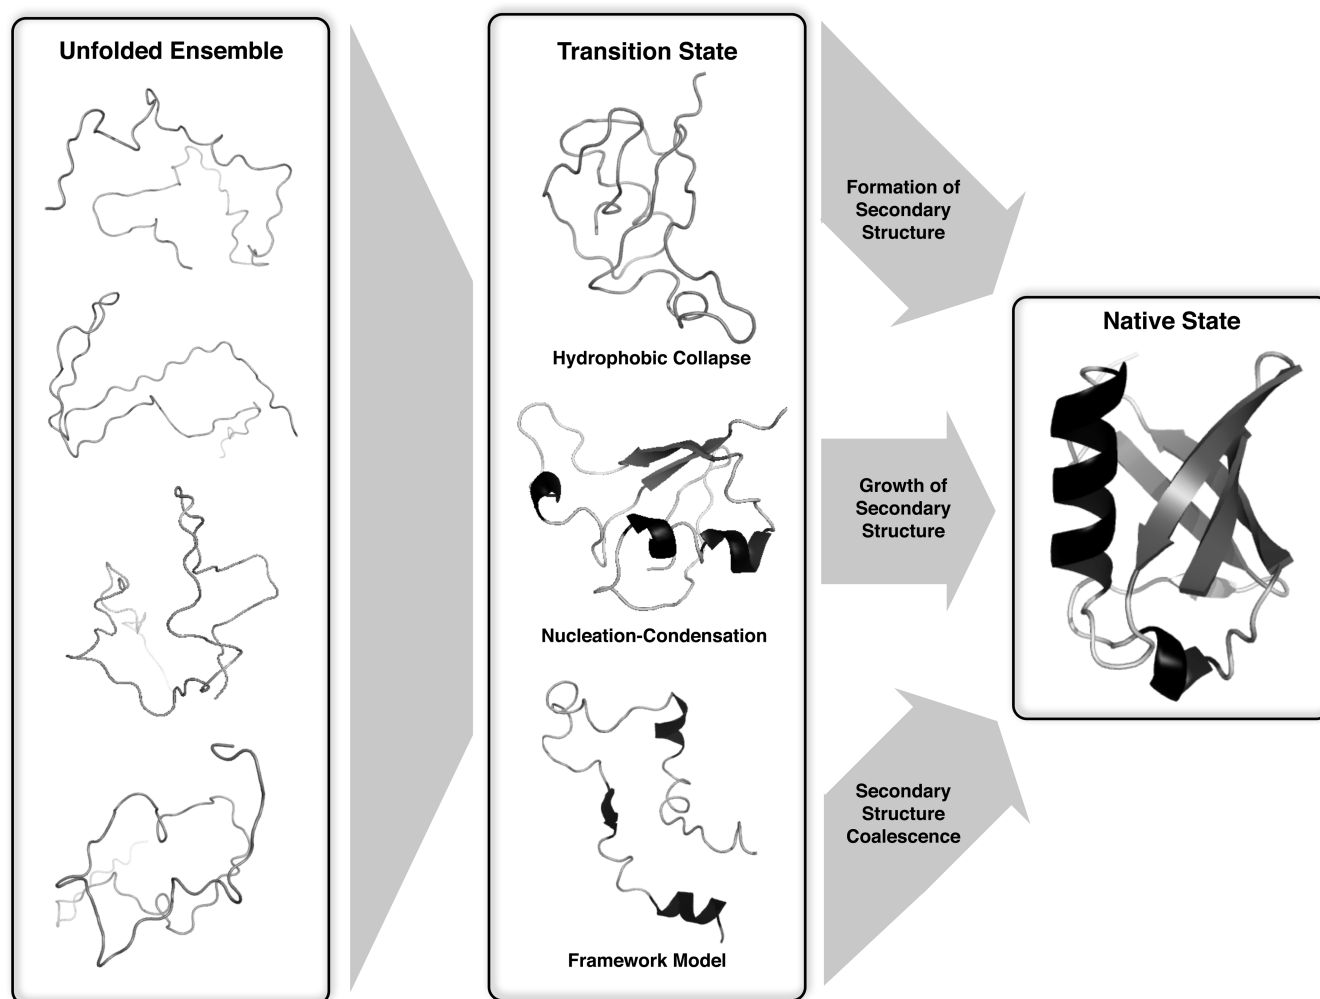 Unfolded Ensemble
Transition State
Hydrophobic Collapse
Nucleation-Condensation
Framework Model
Formation of
Secondary
Structure
Growth of
Secondary
Structure
Secondary
Structure
Coalescence
Native State